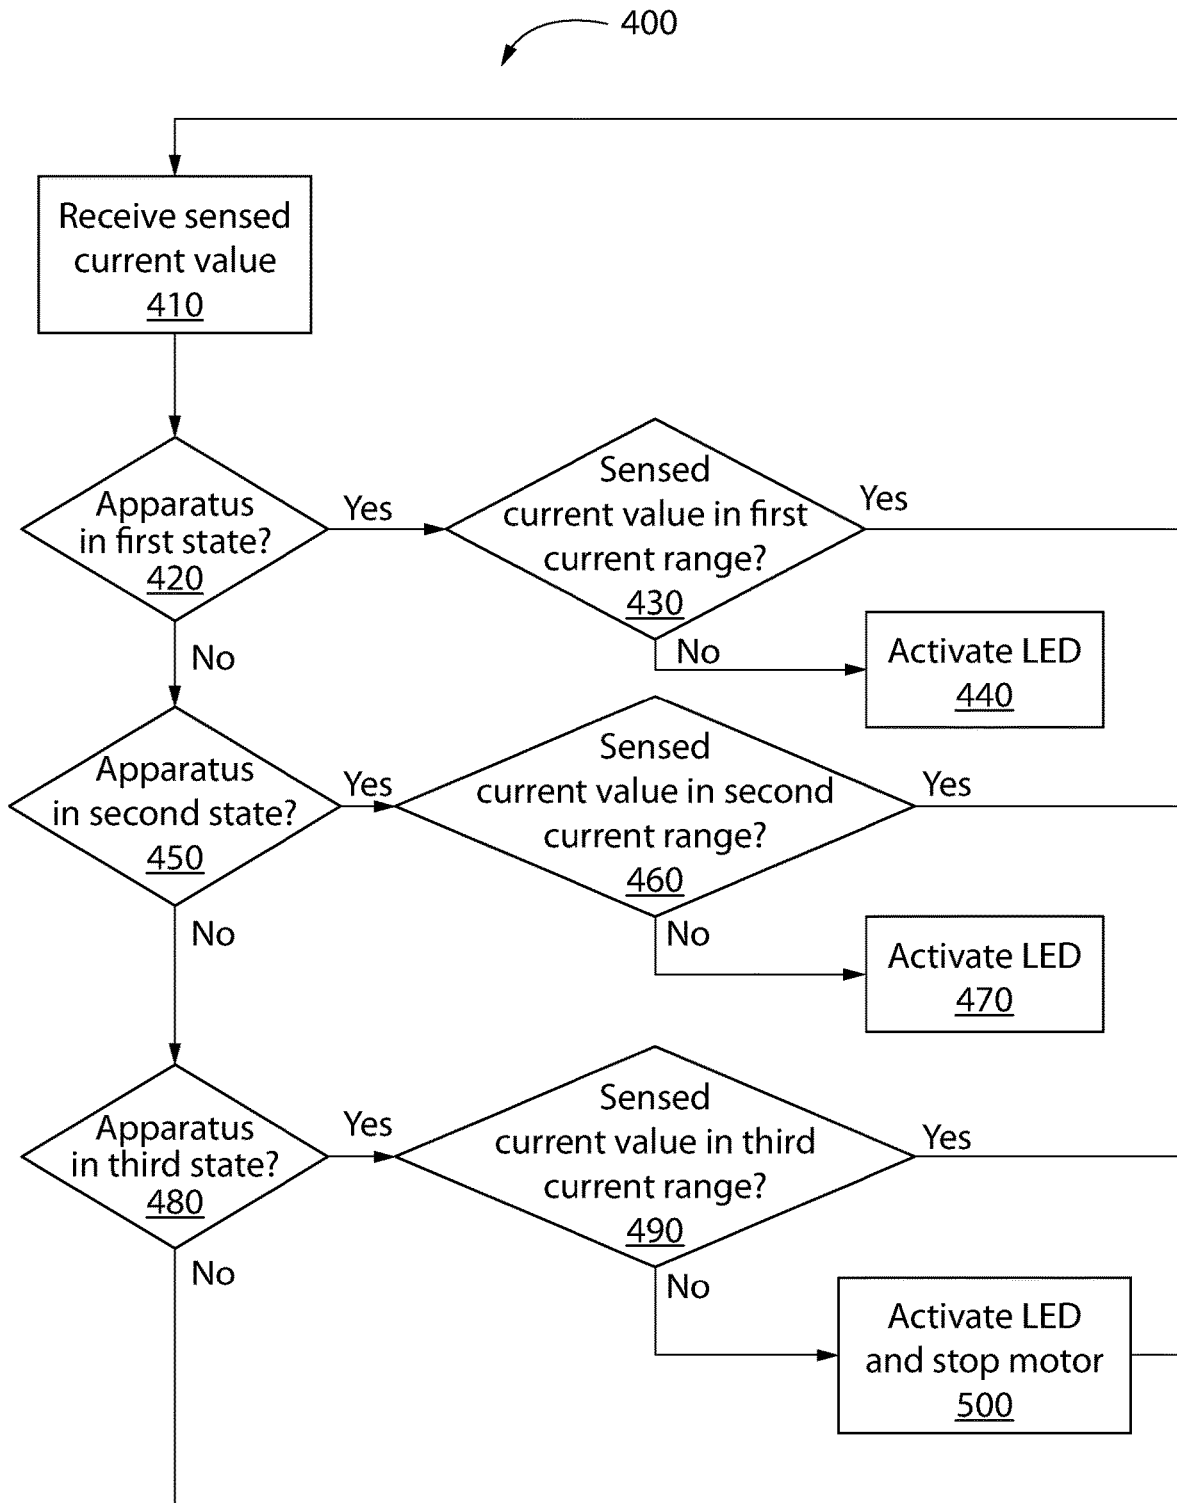 400
Receive sensed
current value
410
Apparatus
in first state?
420
Yes
Sensed
current value in first
current range?
430
Yes
No
No
Activate LED
440
Apparatus
in second state?
450
Yes
Sensed
current value in second
current range?
460
Yes
No
No
Activate LED
470
Apparatus
in third state?
480
Yes
Sensed
current value in third
current range?
490
Yes
No
No
Activate LED
and stop motor
500